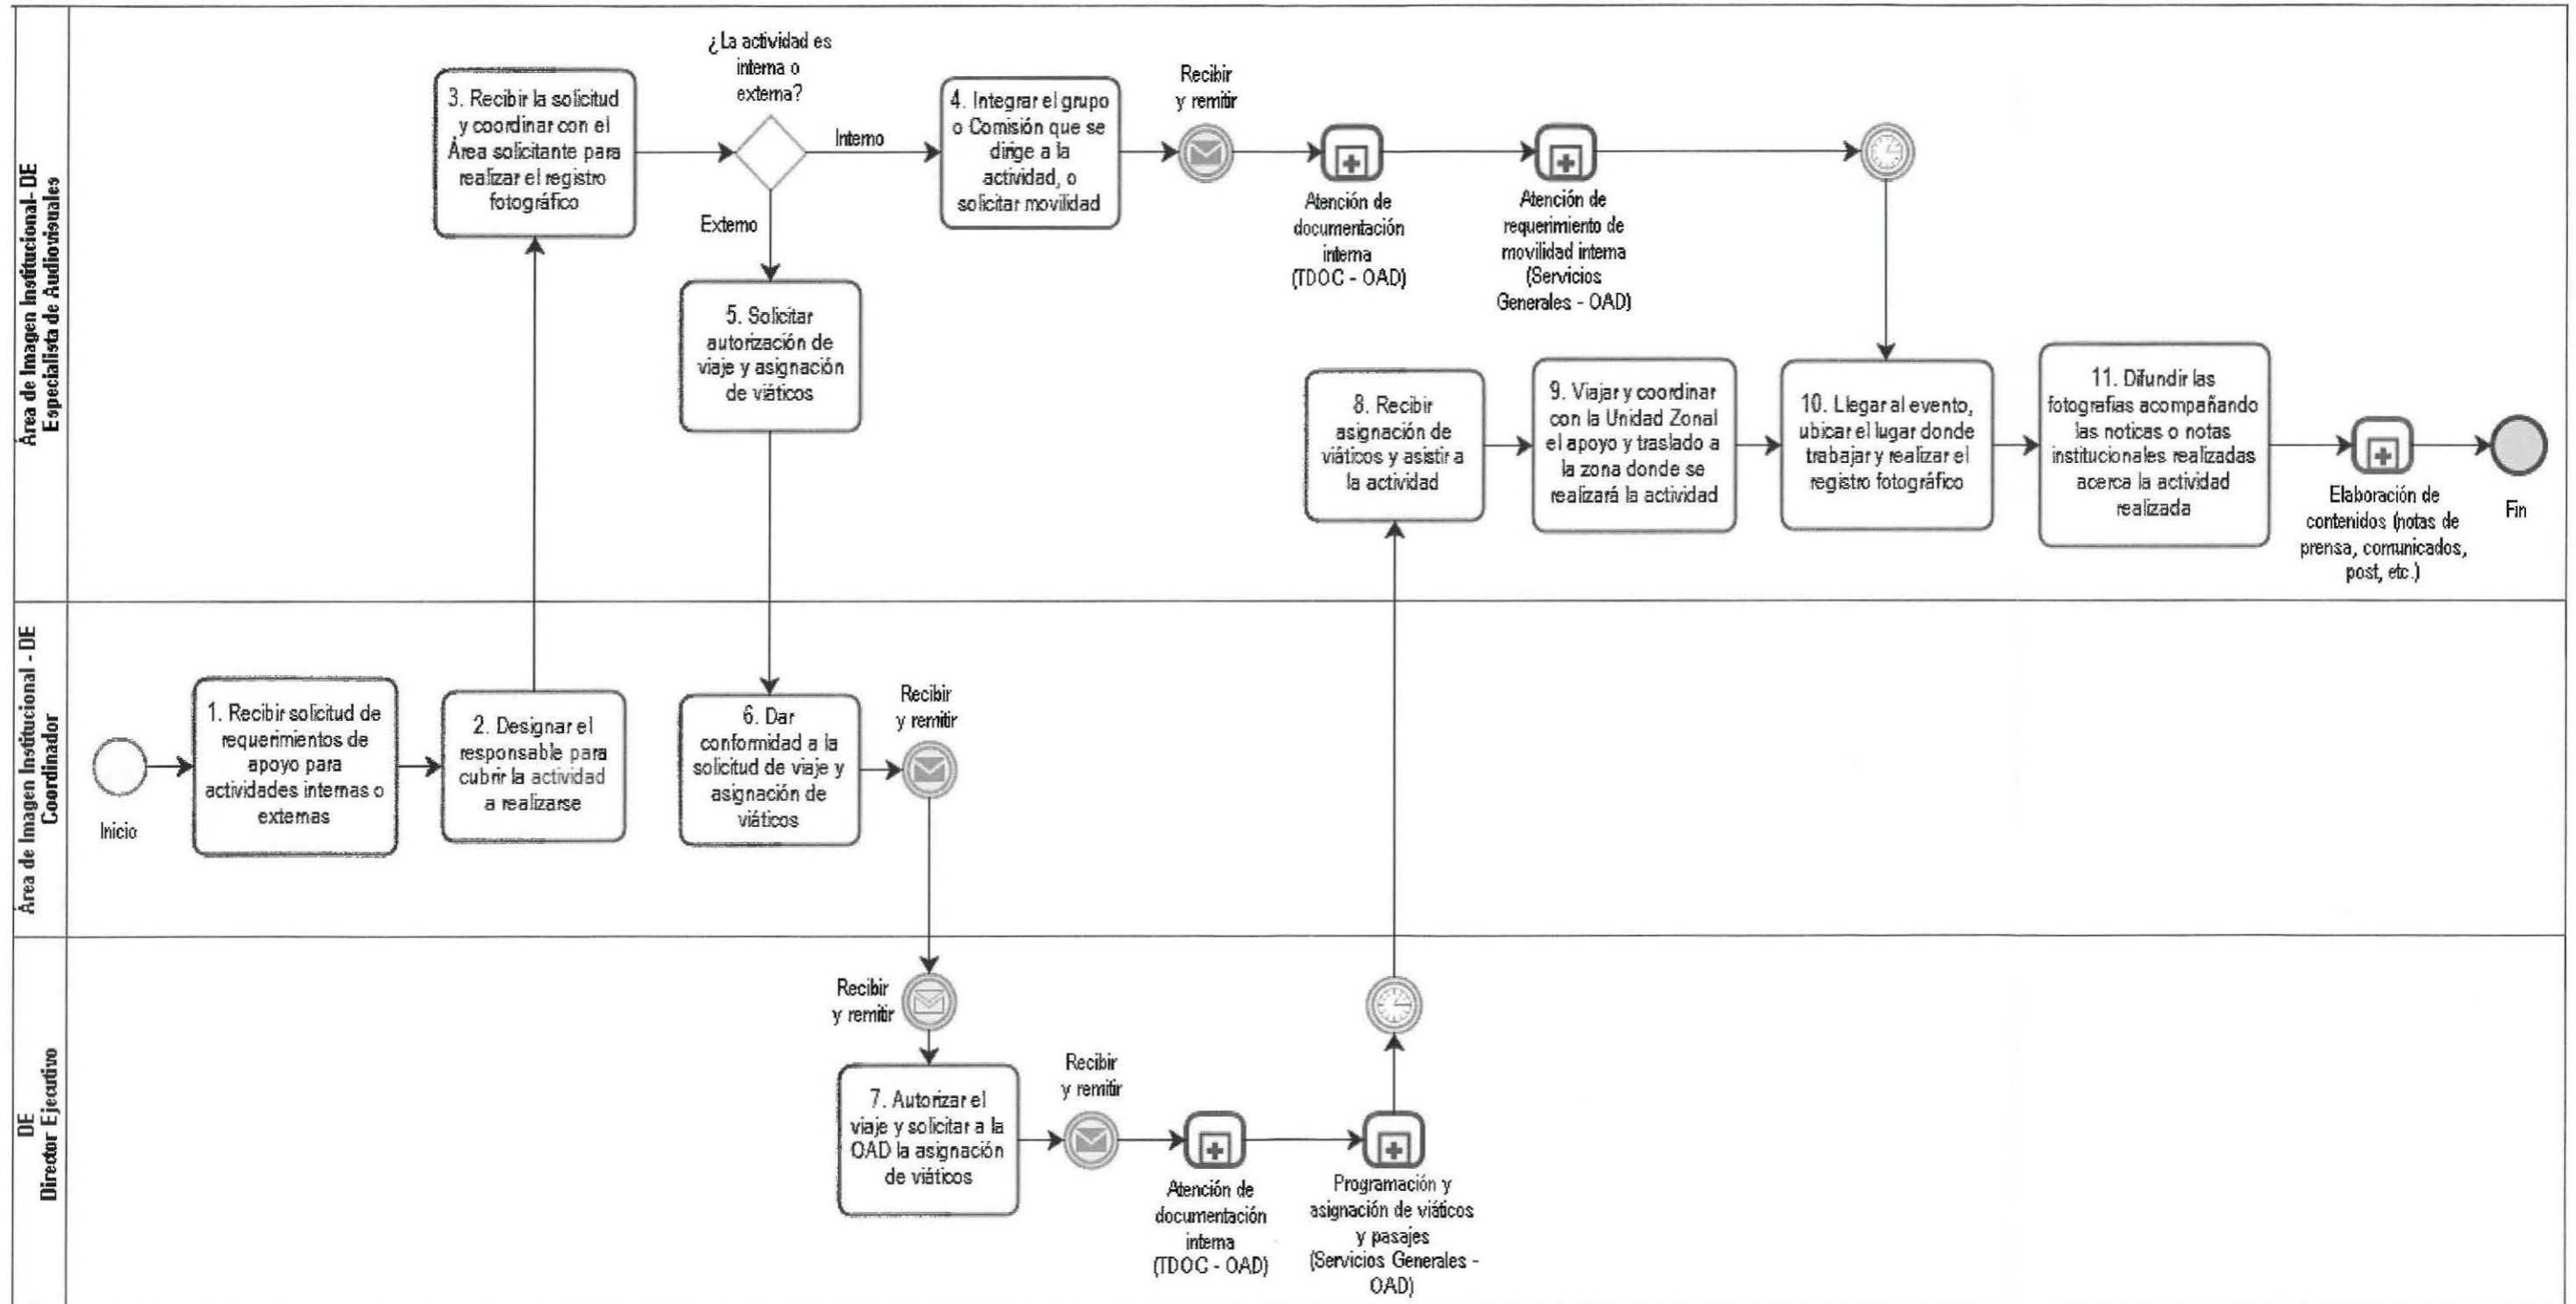 Área de Imagen Institucional- DE
Especialista de Audiovisuales
3. Recibir la solicitud
y coordinar con el
Área solicitante para
realizar el registro
fotográfico
¿La actividad es
interna o
externa?
Interno
Externo
4. Integrar el grupo
o Comisión que se
dirige a la
actividad, o
solicitar movilidad
Recibir
y remitir
Atención de
documentación
interna
(TDOC - OAD)
Atención de
requerimiento de
movilidad interna
(Servicios
Generales - OAD)
5. Solicitar
autorización de
viaje y asignación
de viáticos
8. Recibir
asignación de
viáticos y asistir a
la actividad
9. Viajar y coordinar
con la Unidad Zonal
el apoyo y traslado a
la zona donde se
realizará la actividad
10. Llegar al evento,
ubicar el lugar donde
trabajar y realizar el
registro fotográfico
11. Difundir las
fotografías acompañando
las noticas o notas
institucionales realizadas
acerca la actividad
realizada
Elaboración de
contenidos (notas de
prensa, comunicados,
post, etc.)
Fin
Área de Imagen Institucional - DE
Coordinador
Inicio
1. Recibir solicitud de
requerimientos de
apoyo para
actividades internas o
externas
2. Designar el
responsable para
cubrir la actividad
a realizarse
6. Dar
conformidad a la
solicitud de viaje y
asignación de
viáticos
Recibir
y remitir
DE
Director Ejecutivo
Recibir
y remitir
7. Autorizar el
viaje y solicitar a la
OAD la asignación
de viáticos
Recibir
y remitir
Atención de
documentación
interna
(TDOC - OAD)
Programación y
asignación de viáticos
y pasajes
(Servicios Generales -
OAD)